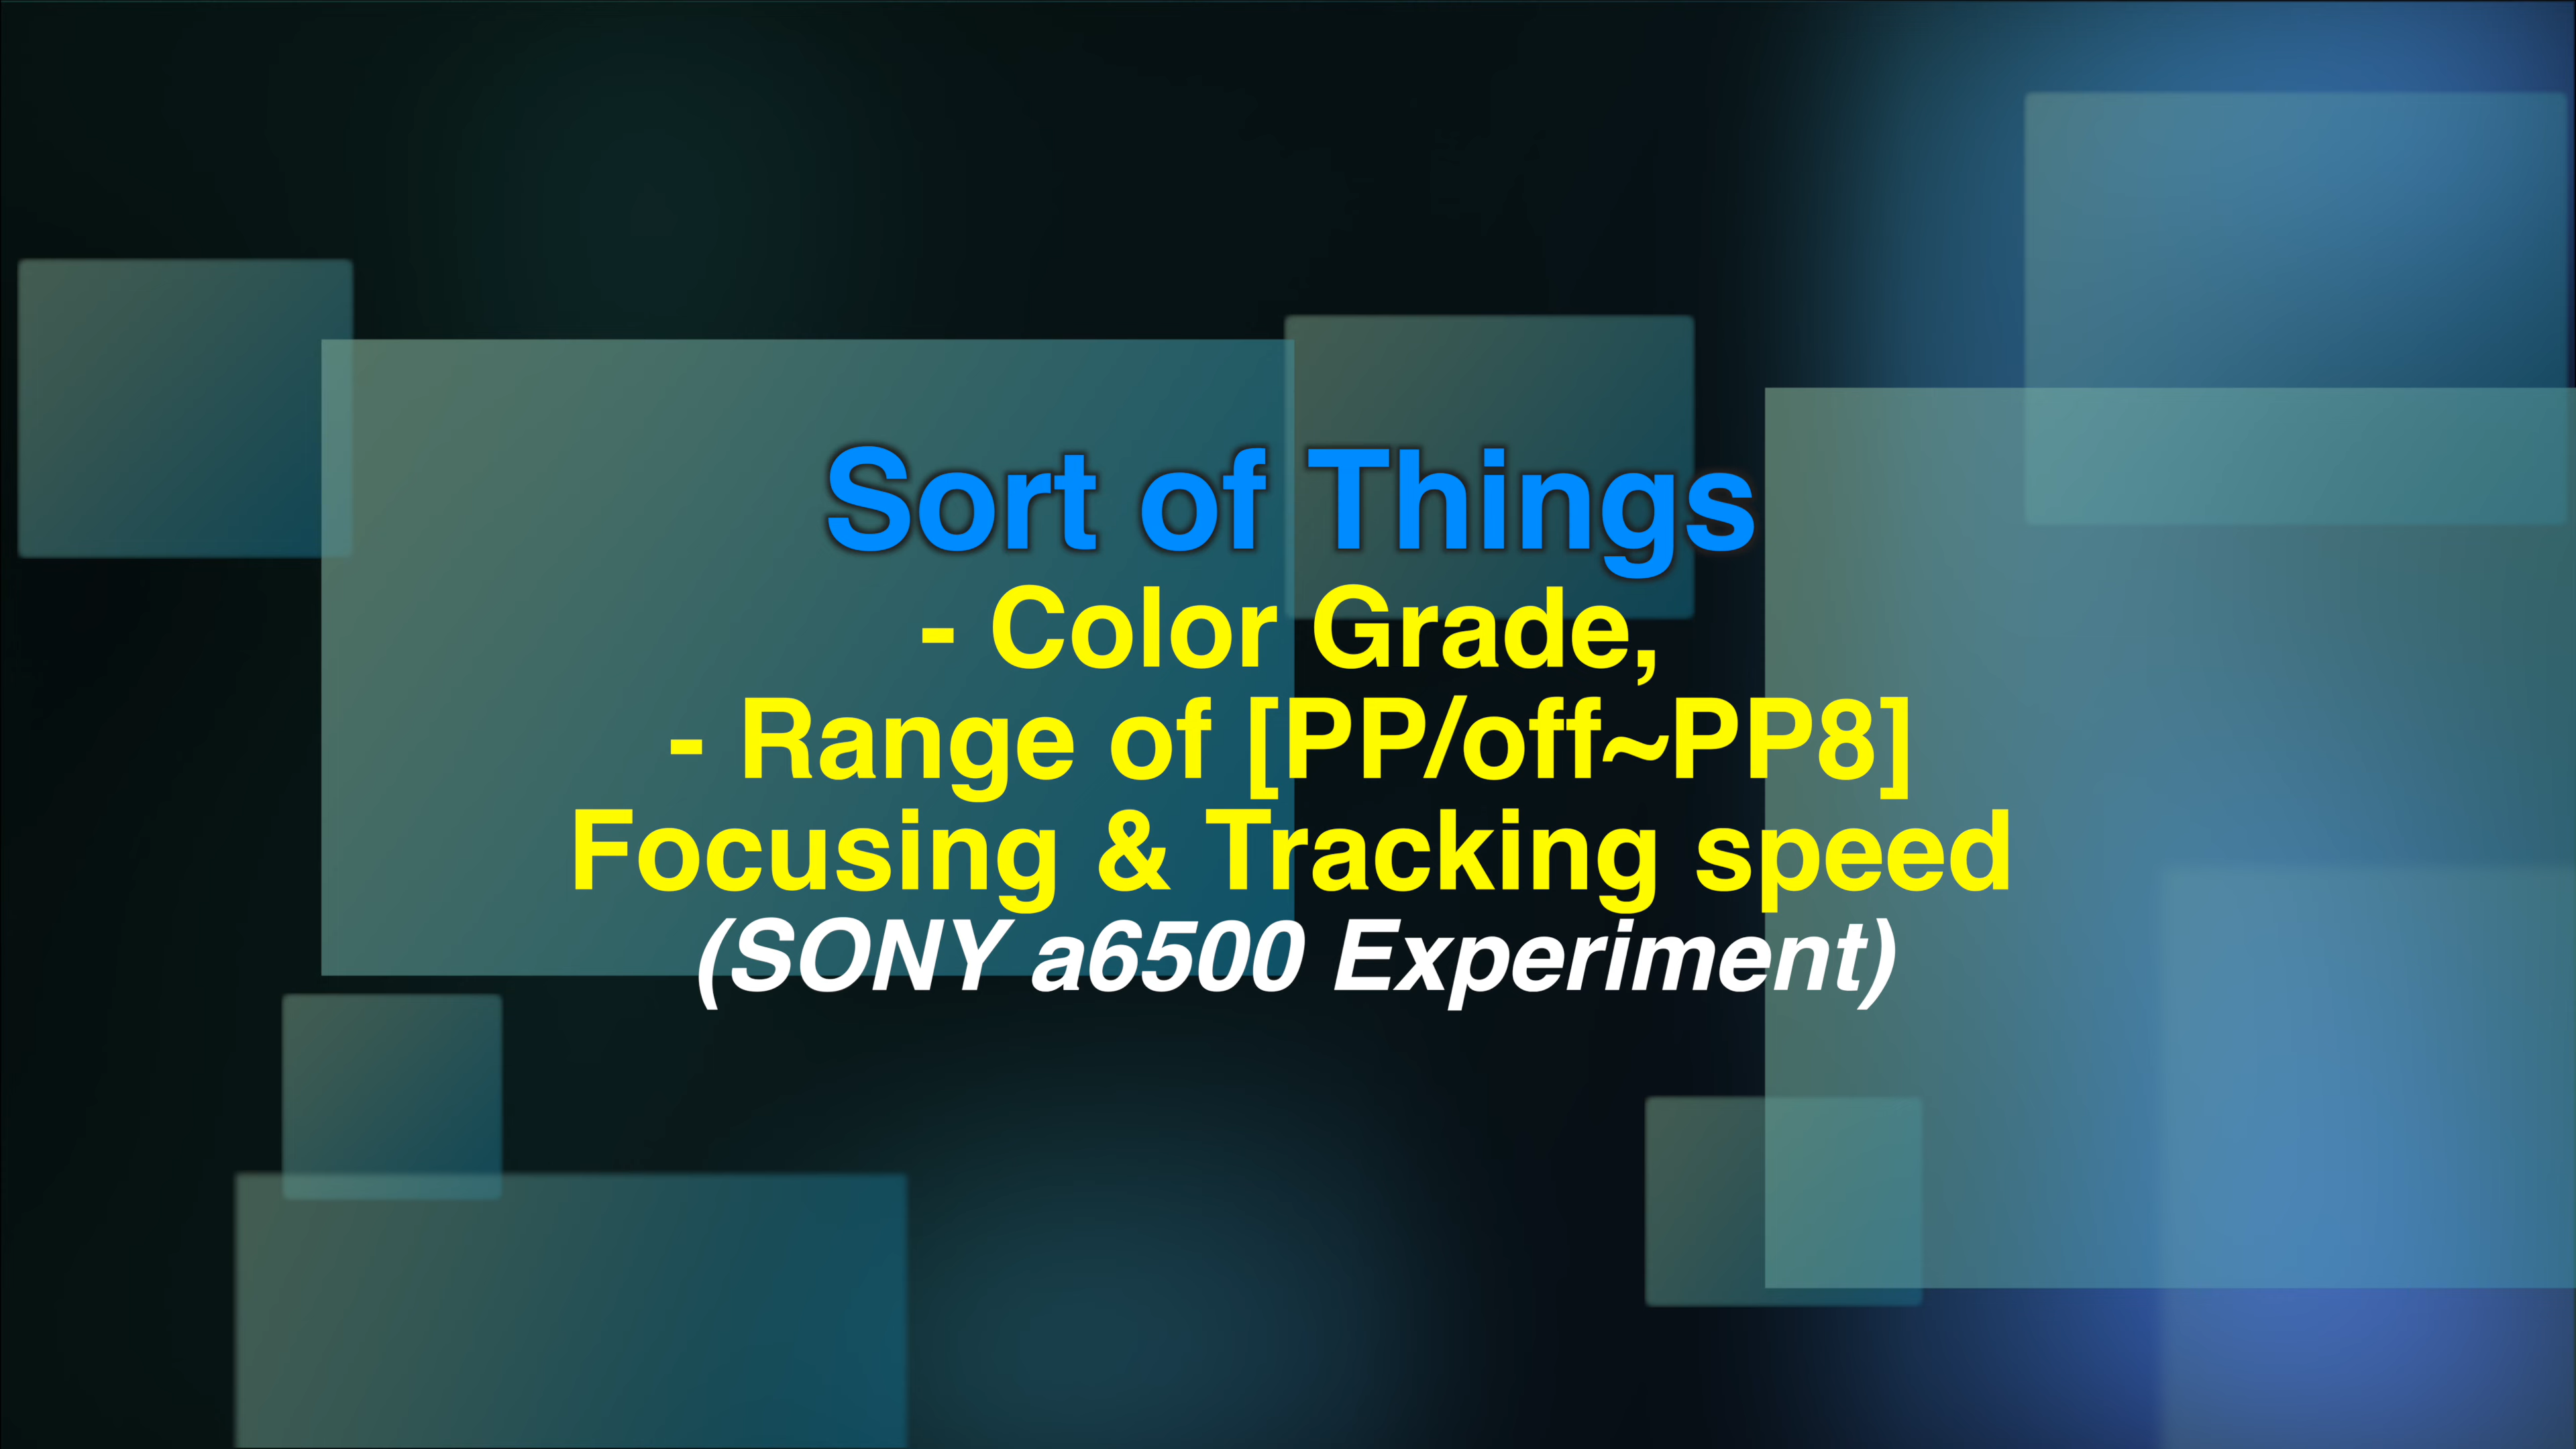 Sort of Things
- Color Grade,
- Range of [PP/off~PP8]
Focusing & Tracking speed
(SONY a6500 Experiment)